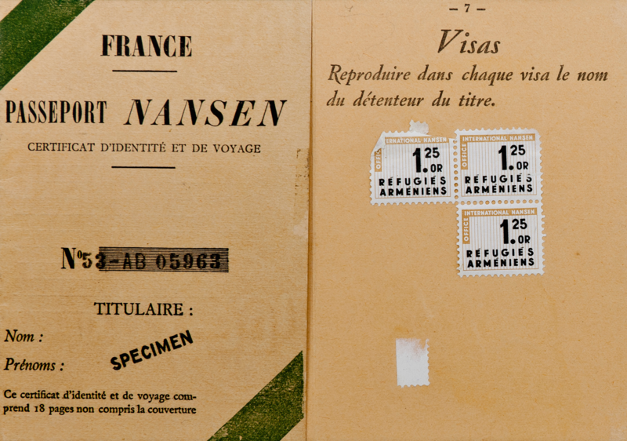 FRANCE
PASSEPORT NANSEN
CERTIFICAT D'IDENTITÉ ET DE VOYAGE
Nº 53-AB 05963
TITULAIRE :
Nom :
Prénoms :
SPECIMEN
Ce certificat d'identité et de voyage com-
prend 18 pages non compris la couverture
— 7 —
Visas
Reproduire dans chaque visa le nom
du détenteur du titre.
OFFICE INTERNATIONAL NANSEN
1.25 OR
RÉFUGIÉS
ARMÉNIENS
OFFICE INTERNATIONAL NANSEN
1.25 OR
RÉFUGIÉS
ARMÉNIENS
OFFICE INTERNATIONAL NANSEN
1.25 OR
RÉFUGIÉS
ARMÉNIENS